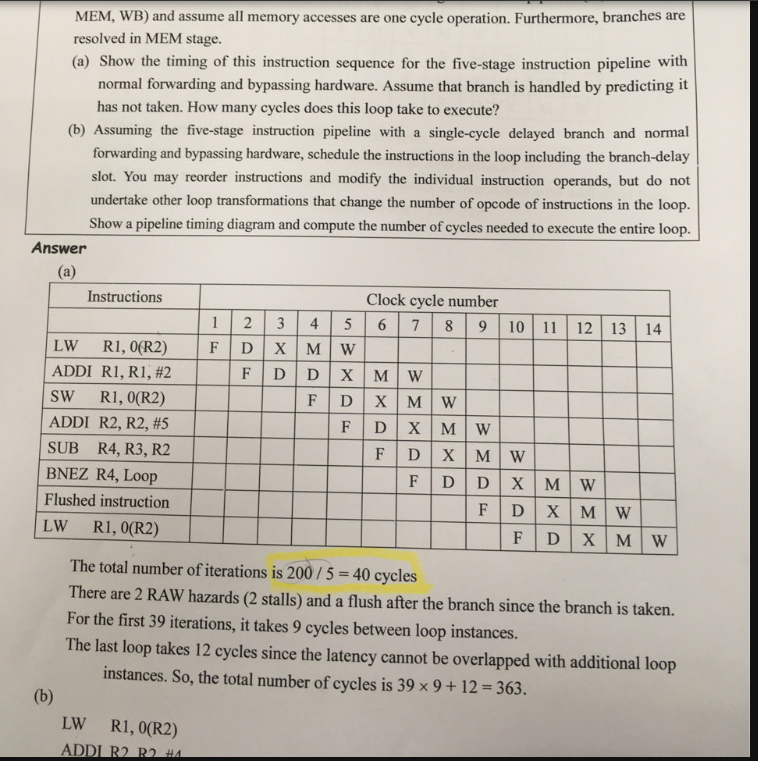 MEM, WB) and assume all memory accesses are one cycle operation. Furthermore, branches are
resolved in MEM stage.
(a) Show the timing of this instruction sequence for the five-stage instruction pipeline with
normal forwarding and bypassing hardware. Assume that branch is handled by predicting it
has not taken. How many cycles does this loop take to execute?
(b) Assuming the five-stage instruction pipeline with a single-cycle delayed branch and normal
forwarding and bypassing hardware, schedule the instructions in the loop including the branch-delay
slot. You may reorder instructions and modify the individual instruction operands, but do not
undertake other loop transformations that change the number of opcode of instructions in the loop.
Show a pipeline timing diagram and compute the number of cycles needed to execute the entire loop.
Answer
(a)
Instructions Clock cycle number
1 2 3 4 5 6 7 8 9 10 11 12 13 14
LW R1, 0(R2) F D X M W
ADDI R1, R1, #2 F D D X M W
SW R1, 0(R2) F D X M W
ADDI R2, R2, #5 F D X M W
SUB R4, R3, R2 F D X M W
BNEZ R4, Loop F D D X M W
Flushed instruction F D X M W
LW R1, 0(R2) F D X M W
The total number of iterations is 200 / 5 = 40 cycles
There are 2 RAW hazards (2 stalls) and a flush after the branch since the branch is taken.
For the first 39 iterations, it takes 9 cycles between loop instances.
The last loop takes 12 cycles since the latency cannot be overlapped with additional loop
instances. So, the total number of cycles is 39 × 9 + 12 = 363.
(b)
LW R1, 0(R2)
ADDI R2, R2, #4